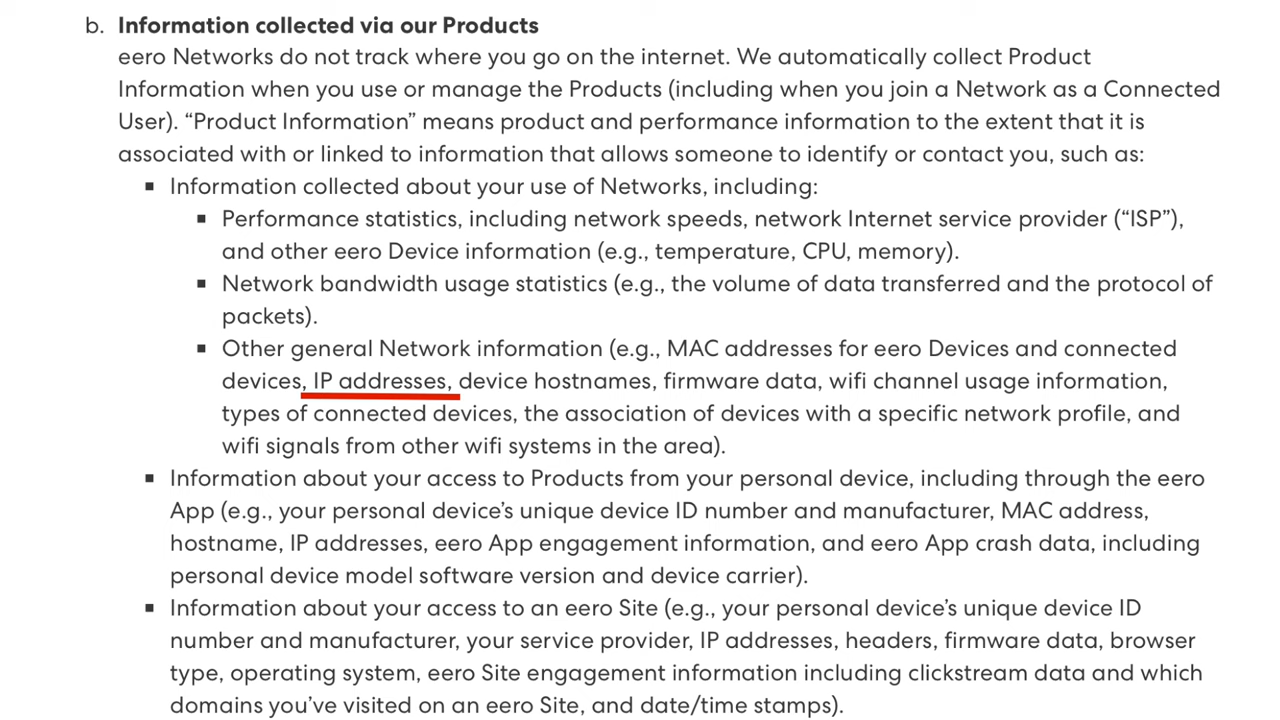 b. Information collected via our Products
eero Networks do not track where you go on the internet. We automatically collect Product
Information when you use or manage the Products (including when you join a Network as a Connected
User). “Product Information” means product and performance information to the extent that it is
associated with or linked to information that allows someone to identify or contact you, such as:
▪ Information collected about your use of Networks, including:
▪ Performance statistics, including network speeds, network Internet service provider (“ISP”),
and other eero Device information (e.g., temperature, CPU, memory).
▪ Network bandwidth usage statistics (e.g., the volume of data transferred and the protocol of
packets).
▪ Other general Network information (e.g., MAC addresses for eero Devices and connected
devices, IP addresses, device hostnames, firmware data, wifi channel usage information,
types of connected devices, the association of devices with a specific network profile, and
wifi signals from other wifi systems in the area).
▪ Information about your access to Products from your personal device, including through the eero
App (e.g., your personal device’s unique device ID number and manufacturer, MAC address,
hostname, IP addresses, eero App engagement information, and eero App crash data, including
personal device model software version and device carrier).
▪ Information about your access to an eero Site (e.g., your personal device’s unique device ID
number and manufacturer, your service provider, IP addresses, headers, firmware data, browser
type, operating system, eero Site engagement information including clickstream data and which
domains you’ve visited on an eero Site, and date/time stamps).